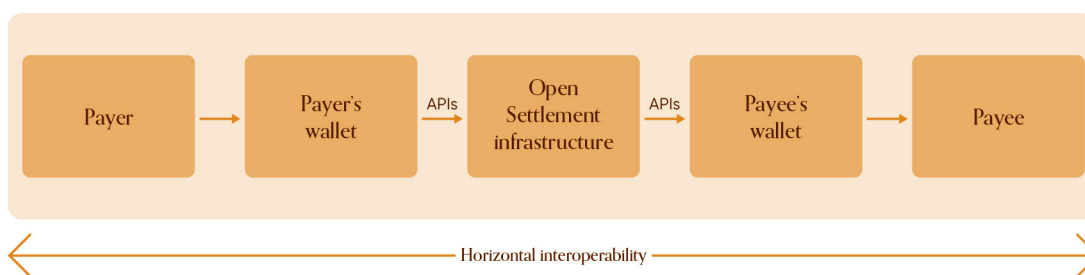 Payer
Payer's
wallet
APIs
Open
Settlement
infrastructure
APIs
Payee's
wallet
Payee
Horizontal interoperability